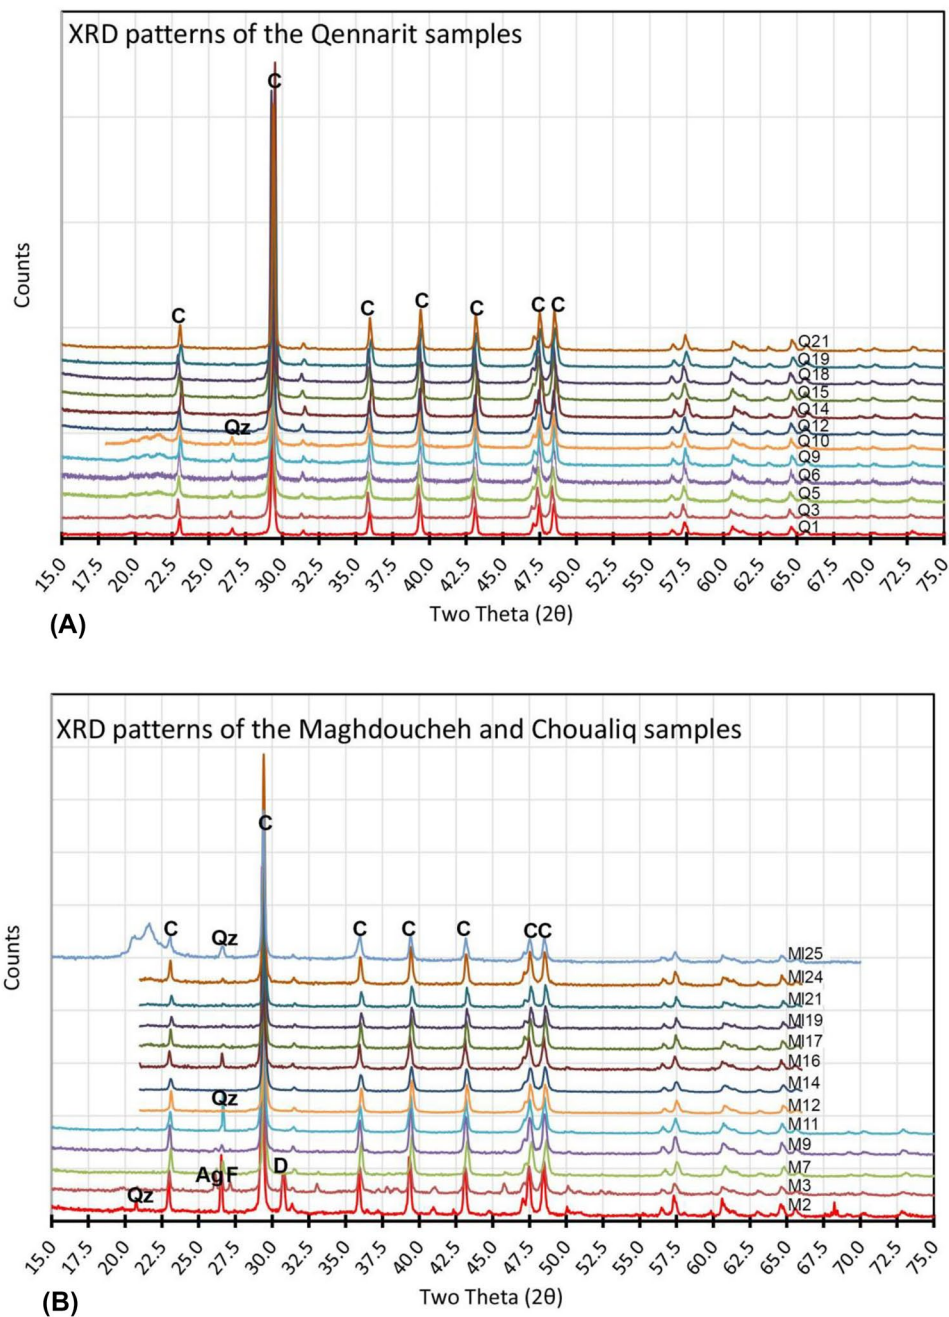 XRD patterns of the Qennarit samples
C
C
C
C
C
C
C
Qz
Counts
Q21
Q19
Q18
Q15
Q14
Q12
Q10
Q9
Q6
Q5
Q3
Q1
15.0 17.5 20.0 22.5 25.0 27.5 30.0 32.5 35.0 37.5 40.0 42.5 45.0 47.5 50.0 52.5 55.0 57.5 60.0 62.5 65.0 67.5 70.0 72.5 75.0
Two Theta (2θ)
(A)
XRD patterns of the Maghdoucheh and Choualiq samples
C
C
Qz
C
C
C
C
C
Counts
Qz
Ag
F
D
Qz
MI25
MI24
MI21
MI19
MI17
M16
M14
M12
M11
M9
M7
M3
M2
15.0 17.5 20.0 22.5 25.0 27.5 30.0 32.5 35.0 37.5 40.0 42.5 45.0 47.5 50.0 52.5 55.0 57.5 60.0 62.5 65.0 67.5 70.0 72.5 75.0
Two Theta (2θ)
(B)